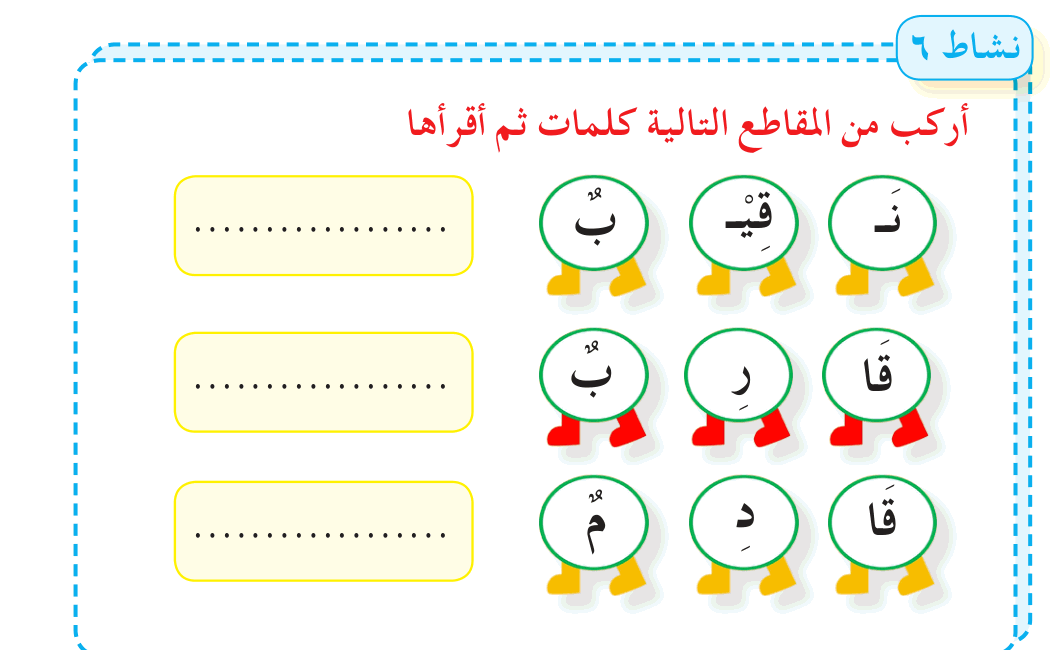 نشاط ٦
أركب من المقاطع التالية كلمات ثم أقرأها
نَـ قِيْـ بٌ ..................
قَا رِ بٌ ..................
قَا دِ مٌ ..................